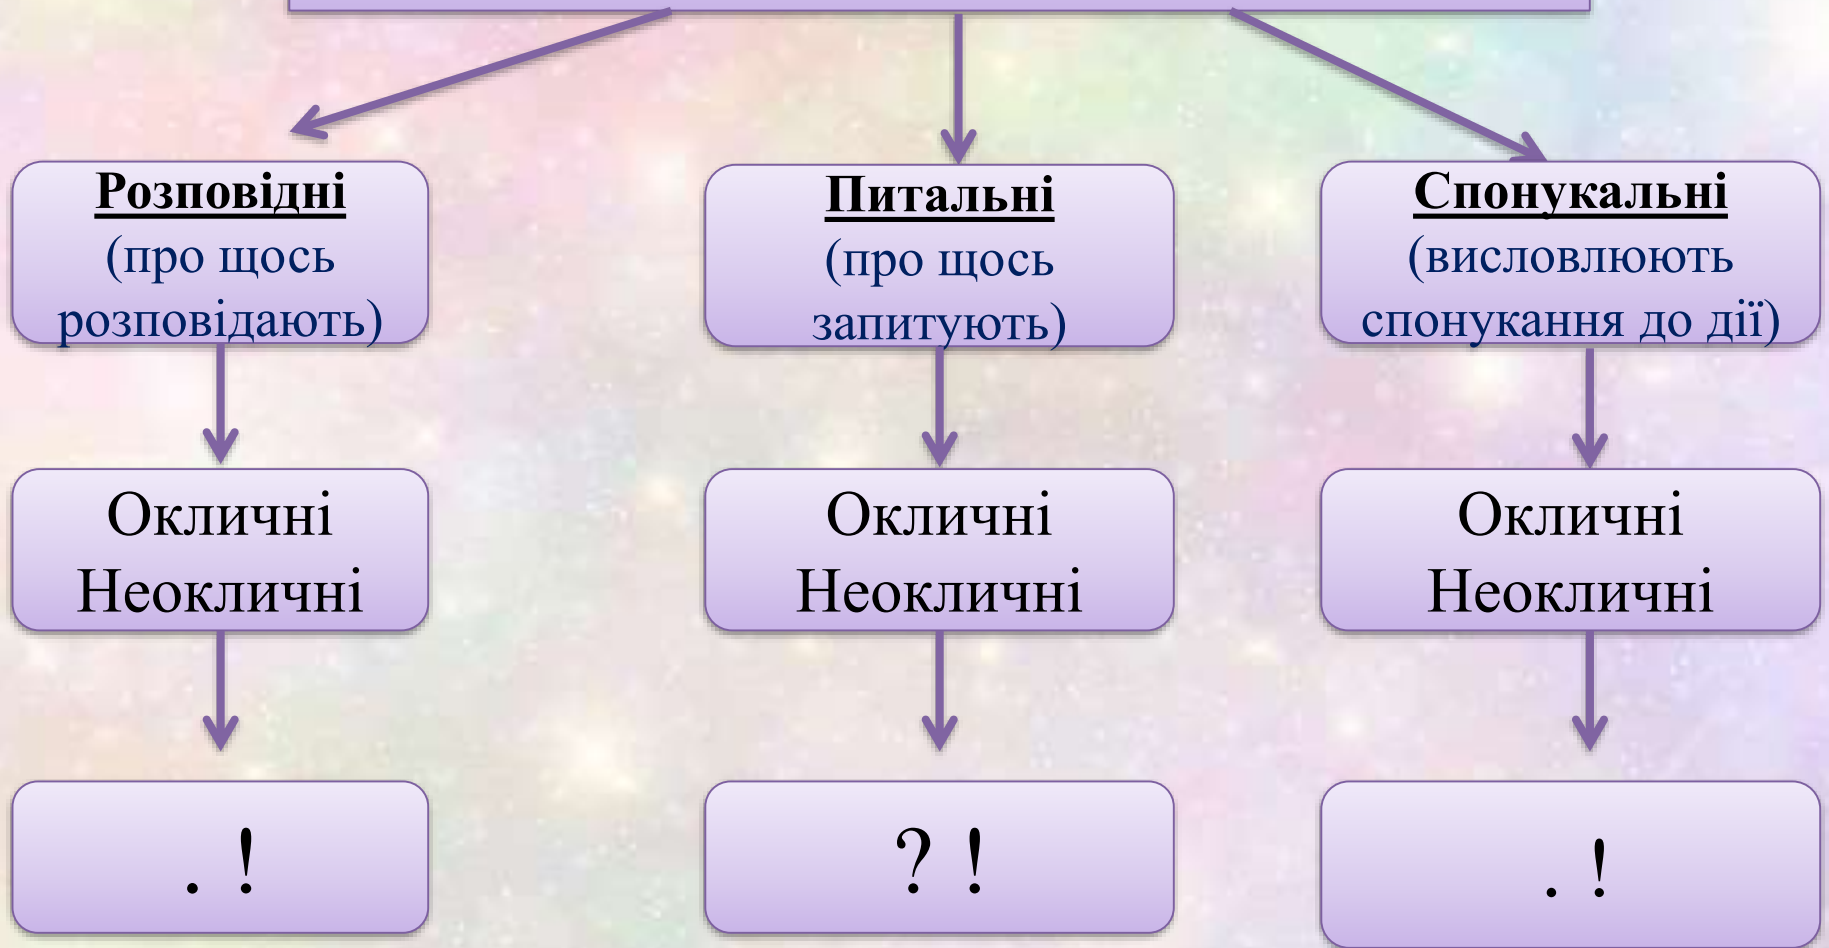 Розповідні
(про щось
розповідають)
Питальні
(про щось
запитують)
Спонукальні
(висловлюють
спонукання до дії)
Окличні
Неокличні
Окличні
Неокличні
Окличні
Неокличні
. !
? !
. !